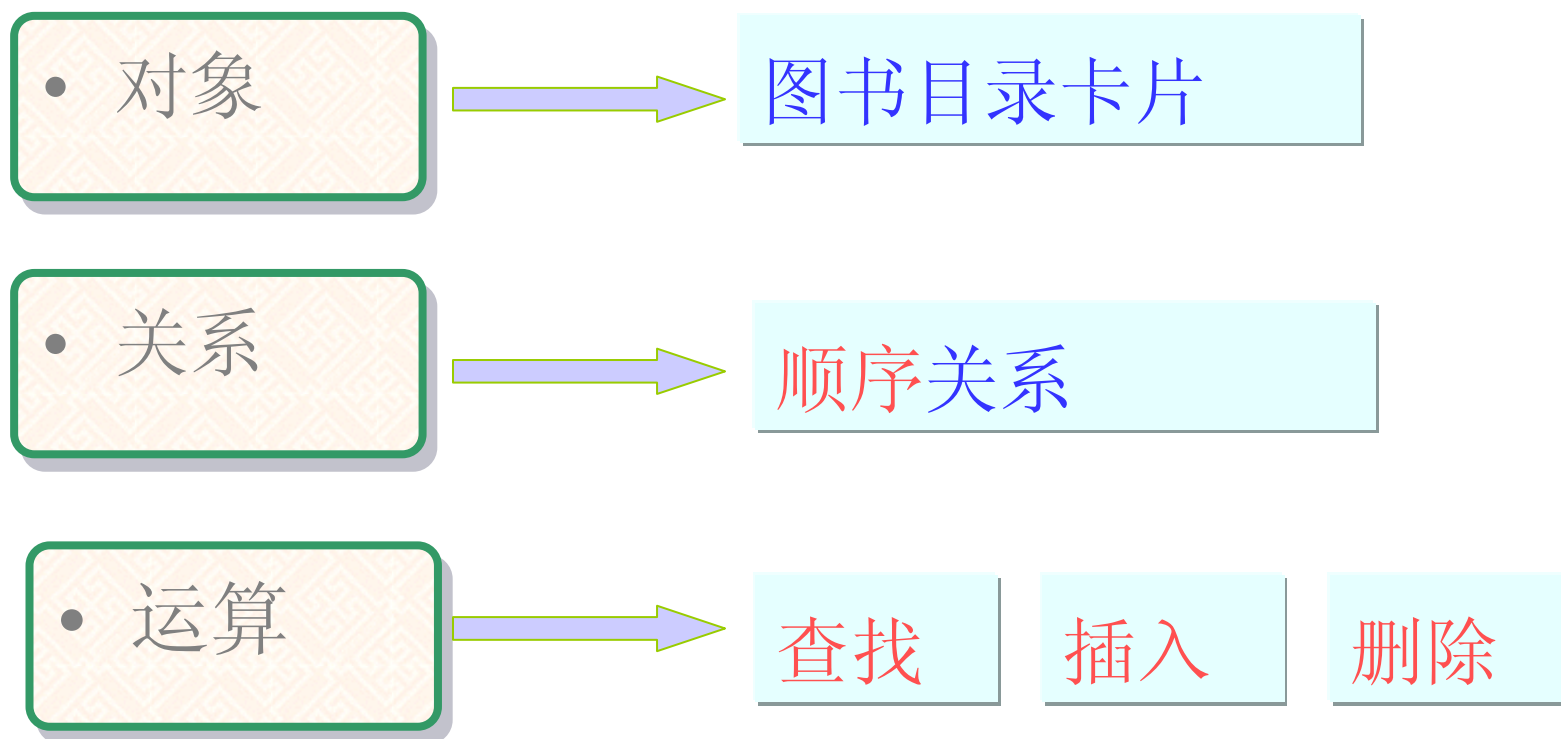 • 对象
图书目录卡片
• 关系
顺序关系
• 运算
查找
插入
删除